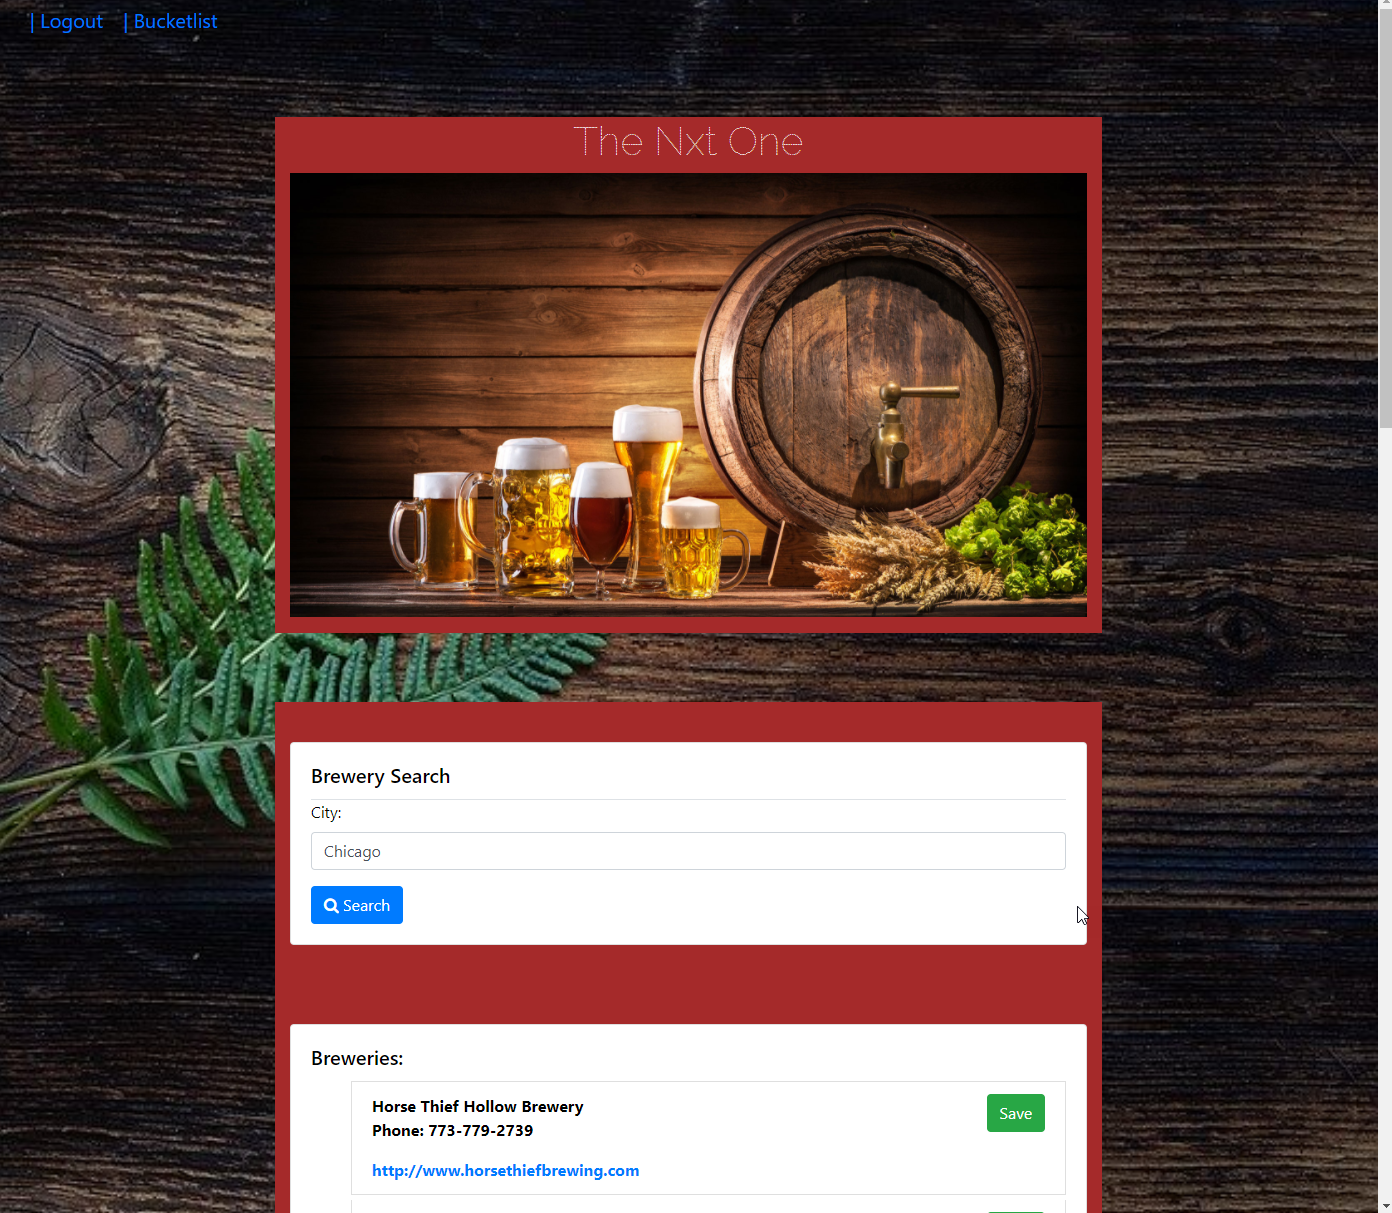 | Logout | Bucketlist
The Nxt One
Brewery Search
City:
Chicago
Search
Breweries:
Horse Thief Hollow Brewery
Save
Phone: 773-779-2739
http://www.horsethiefbrewing.com